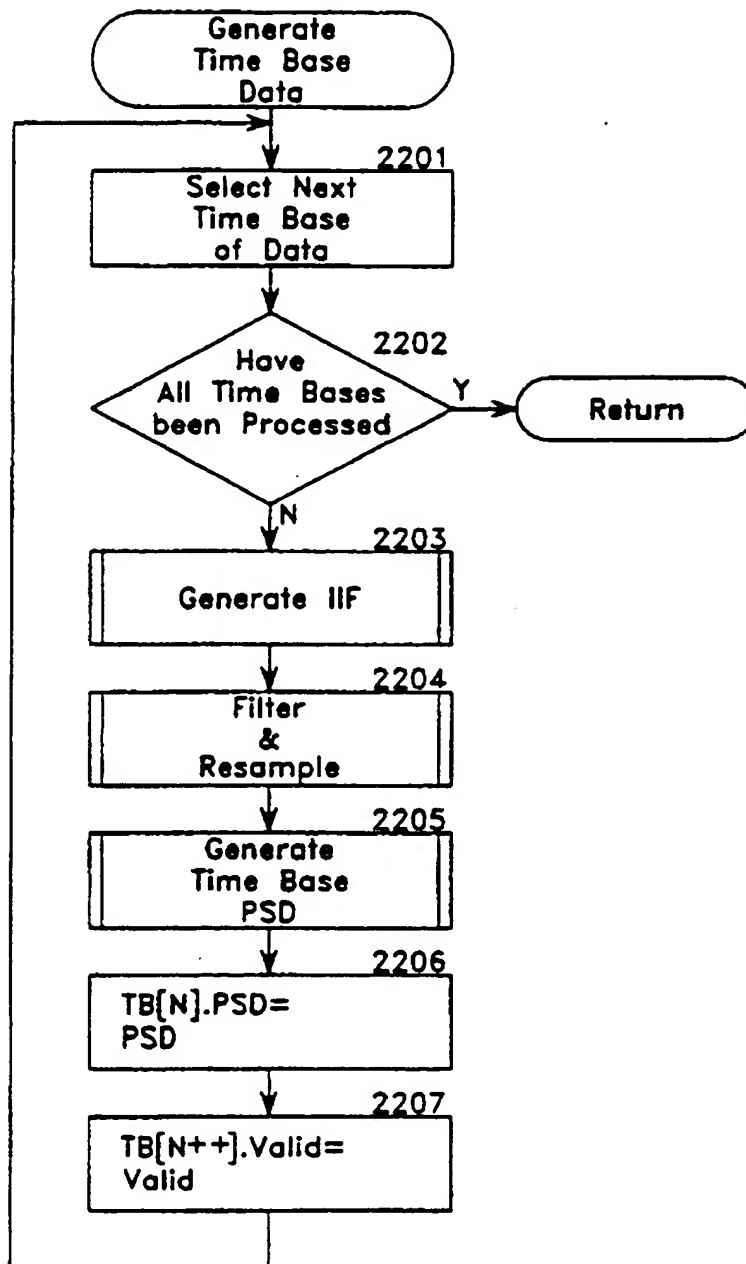 Generate
Time Base
Data
2201
Select Next
Time Base
of Data
2202
Have
All Time Bases
been Processed
Y
Return
N
2203
Generate IIF
2204
Filter
&
Resample
2205
Generate
Time Base
PSD
2206
TB[N].PSD=
PSD
2207
TB[N++].Valid=
Valid